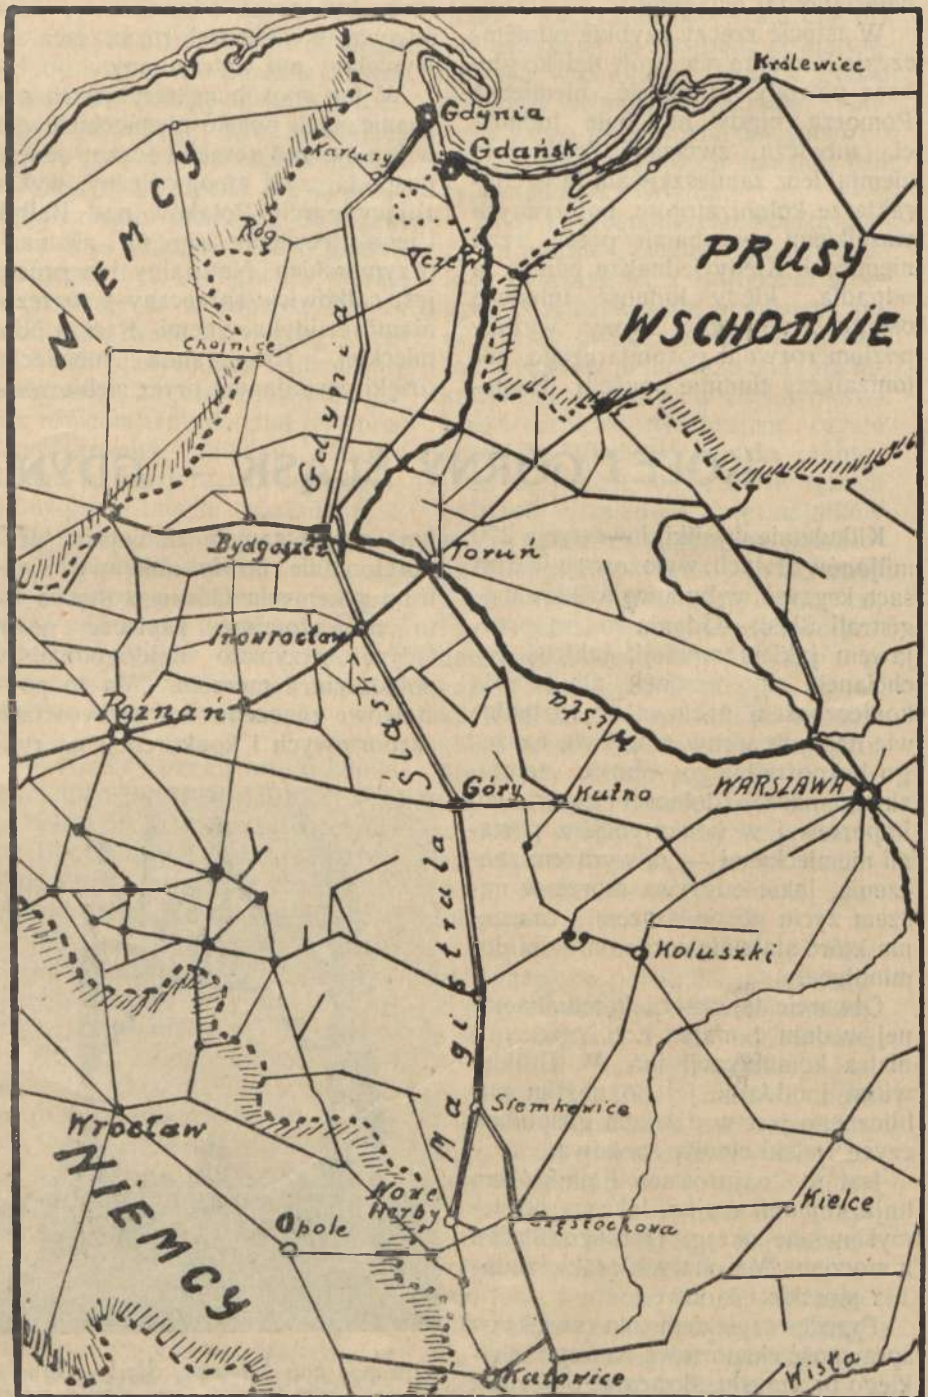 Królewiec
Gdynia
Kartuzy
Gdańsk
NIEMCY
Róg
Tczew
PRUSY
WSCHODNIE
Chojnice
Bydgoszcz
Toruń
Inowrocław
Poznań
Wisła
WARSZAWA
Góry
Kutno
Magistrala Śląsk Gdynia
Koluszki
Siemkowice
Wrocław
NIEMCY
Nowe
Herby
Częstochowa
Kielce
Opole
Katowice
Wisła